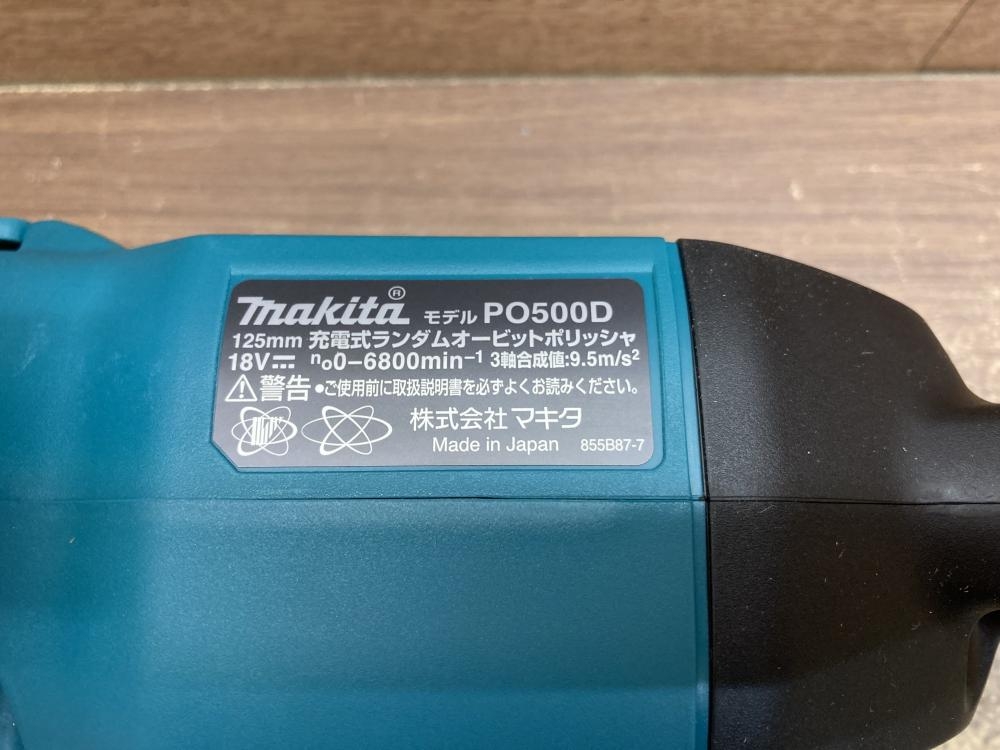 makita® モデル PO500D
125mm 充電式ランダムオービットポリッシャ
18V⎓ n₀0-6800min⁻¹ 3軸合成値:9.5m/s²
⚠警告 •ご使用前に取扱説明書を必ずよくお読みください。
株式会社 マキタ
Made in Japan 855B87-7